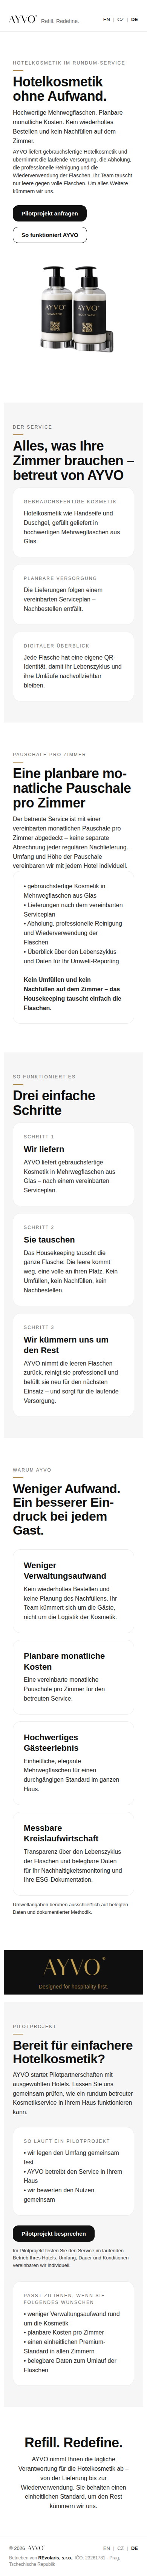 AYVO Refill. Redefine.
EN | CZ | DE
HOTELKOSMETIK IM RUNDUM-SERVICE
Hotelkosmetik
ohne Aufwand.
Hochwertige Mehrwegflaschen. Planbare
monatliche Kosten. Kein wiederholtes
Bestellen und kein Nachfüllen auf dem
Zimmer.
AYVO liefert gebrauchsfertige Hotelkosmetik und
übernimmt die laufende Versorgung, die Abholung,
die professionelle Reinigung und die
Wiederverwendung der Flaschen. Ihr Team tauscht
nur leere gegen volle Flaschen. Um alles Weitere
kümmern wir uns.
Pilotprojekt anfragen
So funktioniert AYVO
AYVO
AYVO
DER SERVICE
Alles, was Ihre
Zimmer brauchen –
betreut von AYVO
GEBRAUCHSFERTIGE KOSMETIK
Hotelkosmetik wie Handseife und
Duschgel, gefüllt geliefert in
hochwertigen Mehrwegflaschen aus
Glas.
PLANBARE VERSORGUNG
Die Lieferungen folgen einem
vereinbarten Serviceplan –
Nachbestellen entfällt.
DIGITALER ÜBERBLICK
Jede Flasche hat eine eigene QR-
Identität, damit ihr Lebenszyklus und
ihre Umläufe nachvollziehbar
bleiben.
PAUSCHALE PRO ZIMMER
Eine planbare mo-
natliche Pauschale
pro Zimmer
Der betreute Service ist mit einer
vereinbarten monatlichen Pauschale pro
Zimmer abgedeckt – keine separate
Abrechnung jeder regulären Nachlieferung.
Umfang und Höhe der Pauschale
vereinbaren wir mit jedem Hotel individuell.
• gebrauchsfertige Kosmetik in
Mehrwegflaschen aus Glas
• Lieferungen nach dem vereinbarten
Serviceplan
• Abholung, professionelle Reinigung
und Wiederverwendung der
Flaschen
• Überblick über den Lebenszyklus
und Daten für Ihr Umwelt-Reporting
Kein Umfüllen und kein
Nachfüllen auf dem Zimmer – das
Housekeeping tauscht einfach die
Flaschen.
SO FUNKTIONIERT ES
Drei einfache
Schritte
SCHRITT 1
Wir liefern
AYVO liefert gebrauchsfertige
Kosmetik in Mehrwegflaschen aus
Glas – nach einem vereinbarten
Serviceplan.
SCHRITT 2
Sie tauschen
Das Housekeeping tauscht die
ganze Flasche: Die leere kommt
weg, eine volle an ihren Platz. Kein
Umfüllen, kein Nachfüllen, kein
Nachbestellen.
SCHRITT 3
Wir kümmern uns um
den Rest
AYVO nimmt die leeren Flaschen
zurück, reinigt sie professionell und
befüllt sie neu für den nächsten
Einsatz – und sorgt für die laufende
Versorgung.
WARUM AYVO
Weniger Aufwand.
Ein besserer Ein-
druck bei jedem
Gast.
Weniger
Verwaltungsaufwand
Kein wiederholtes Bestellen und
keine Planung des Nachfüllens. Ihr
Team kümmert sich um die Gäste,
nicht um die Logistik der Kosmetik.
Planbare monatliche
Kosten
Eine vereinbarte monatliche
Pauschale pro Zimmer für den
betreuten Service.
Hochwertiges
Gästeerlebnis
Einheitliche, elegante
Mehrwegflaschen für einen
durchgängigen Standard im ganzen
Haus.
Messbare
Kreislaufwirtschaft
Transparenz über den Lebenszyklus
der Flaschen und belegbare Daten
für Ihr Nachhaltigkeitsmonitoring und
Ihre ESG-Dokumentation.
Umweltangaben beruhen ausschließlich auf belegten
Daten und dokumentierter Methodik.
AYVO
Designed for hospitality first.
PILOTPROJEKT
Bereit für einfachere
Hotelkosmetik?
AYVO startet Pilotpartnerschaften mit
ausgewählten Hotels. Lassen Sie uns
gemeinsam prüfen, wie ein rundum betreuter
Kosmetikservice in Ihrem Haus funktionieren
kann.
SO LÄUFT EIN PILOTPROJEKT
• wir legen den Umfang gemeinsam
fest
• AYVO betreibt den Service in Ihrem
Haus
• wir bewerten den Nutzen
gemeinsam
Pilotprojekt besprechen
Im Pilotprojekt testen Sie den Service im laufenden
Betrieb Ihres Hotels. Umfang, Dauer und Konditionen
vereinbaren wir individuell.
PASST ZU IHNEN, WENN SIE
FOLGENDES WÜNSCHEN
• weniger Verwaltungsaufwand rund
um die Kosmetik
• planbare Kosten pro Zimmer
• einen einheitlichen Premium-
Standard in allen Zimmern
• belegbare Daten zum Umlauf der
Flaschen
Refill. Redefine.
AYVO nimmt Ihnen die tägliche
Verantwortung für die Hotelkosmetik ab –
von der Lieferung bis zur
Wiederverwendung. Sie behalten einen
einheitlichen Standard, um den Rest
kümmern wir uns.
© 2026 AYVO
EN | CZ | DE
Betrieben von REvolaris, s.r.o. · IČO: 23261781 · Prag,
Tschechische Republik